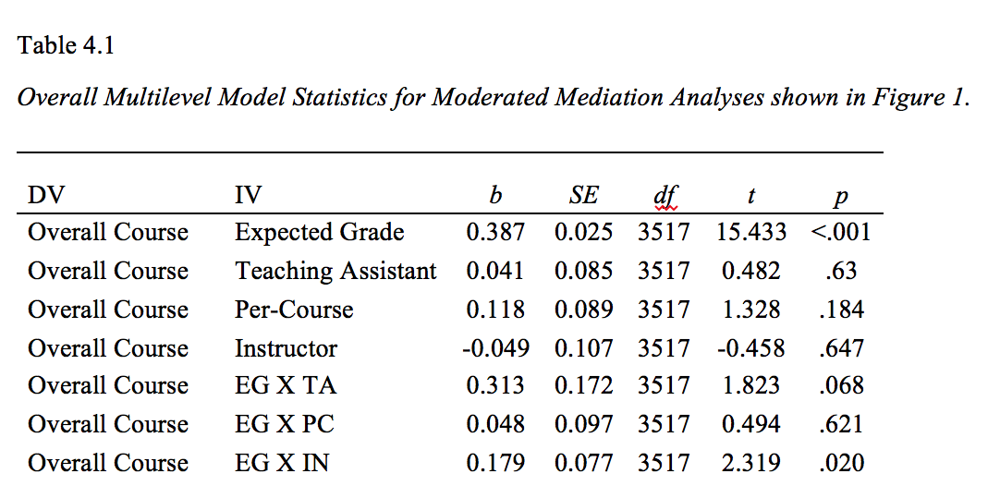 Table 4.1
Overall Multilevel Model Statistics for Moderated Mediation Analyses shown in Figure 1.
DV IV b SE df t p
Overall Course Expected Grade 0.387 0.025 3517 15.433 <.001
Overall Course Teaching Assistant 0.041 0.085 3517 0.482 .63
Overall Course Per-Course 0.118 0.089 3517 1.328 .184
Overall Course Instructor -0.049 0.107 3517 -0.458 .647
Overall Course EG X TA 0.313 0.172 3517 1.823 .068
Overall Course EG X PC 0.048 0.097 3517 0.494 .621
Overall Course EG X IN 0.179 0.077 3517 2.319 .020